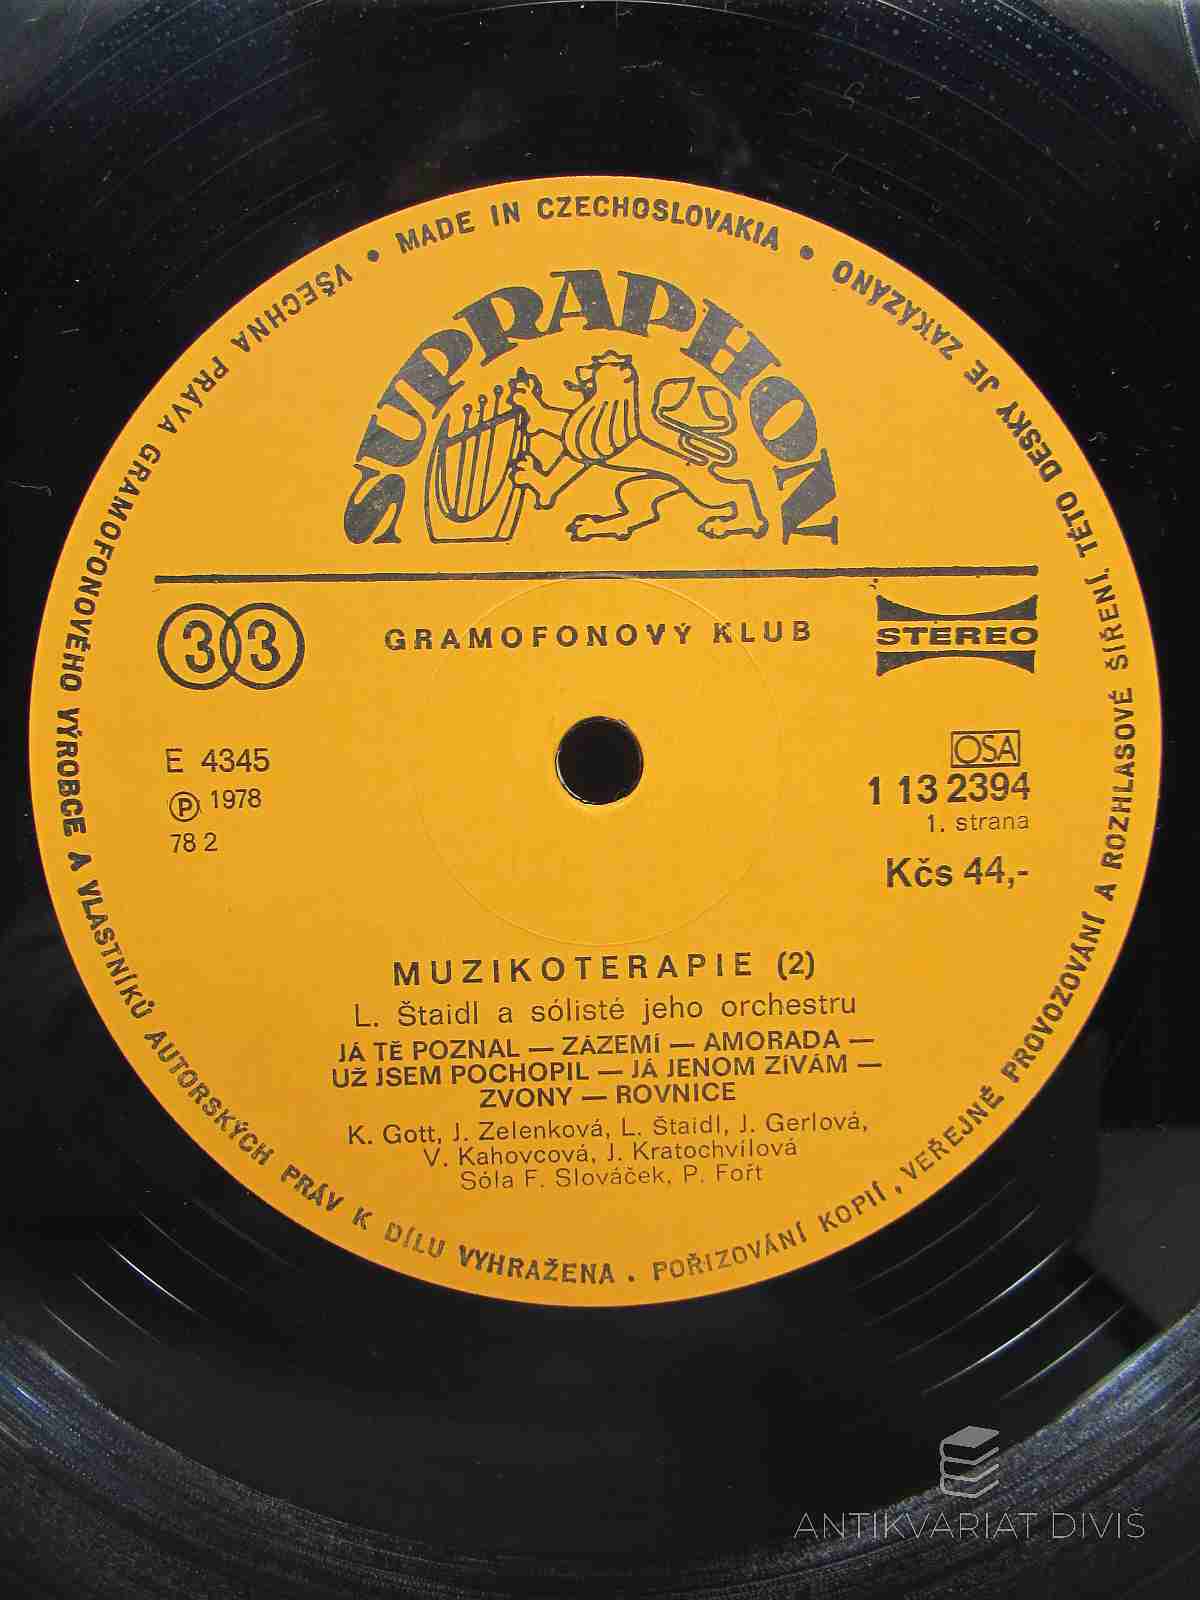 MADE IN CZECHOSLOVAKIA •
VŠECHNA PRÁVA GRAMOFONOVÉHO VÝROBCE A VLASTNÍKŮ AUTORSKÝCH PRÁV K DÍLU VYHRAŽENA . POŘIZOVÁNÍ KOPIÍ, VEŘEJNÉ PROVOZOVÁNÍ A ROZHLASOVÉ ŠÍŘENÍ TÉTO DESKY JE ZAKÁZÁNO •
SUPRAPHON
33
GRAMOFONOVÝ KLUB
STEREO
E 4345
Ⓟ 1978
78 2
OSA
1 13 2394
1. strana
Kčs 44,-
MUZIKOTERAPIE (2)
L. Štaidl a sólisté jeho orchestru
JÁ TĚ POZNAL — ZÁZEMÍ — AMORADA —
UŽ JSEM POCHOPIL — JÁ JENOM ZÍVÁM —
ZVONY — ROVNICE
K. Gott, J. Zelenková, L. Štaidl, J. Gerlová,
V. Kahovcová, J. Kratochvílová
Sóla F. Slováček, P. Fořt
ANTIKVARIÁT DIVIŠ